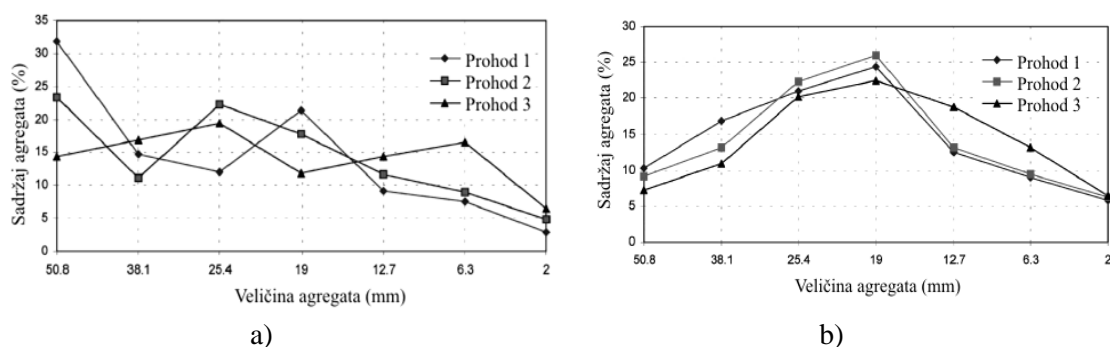 35
30
25
20
15
10
5
0
Sadržaj agregata (%)
Prohod 1
Prohod 2
Prohod 3
50.8 38.1 25.4 19 12.7 6.3 2
Veličina agregata (mm)
a)
30
25
20
15
10
5
0
Sadržaj agregata (%)
Prohod 1
Prohod 2
Prohod 3
50.8 38.1 25.4 19 12.7 6.3 2
Veličina agregata (mm)
b)